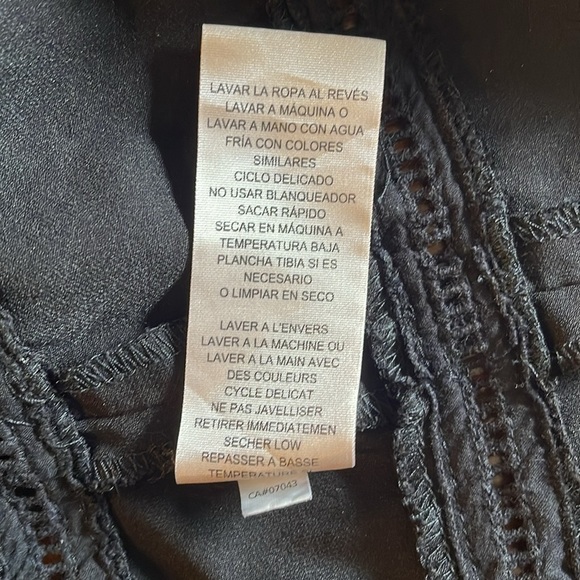 LAVAR LA ROPA AL REVÉS
LAVAR A MÁQUINA O
LAVAR A MANO CON AGUA
FRÍA CON COLORES
SIMILARES
CICLO DELICADO
NO USAR BLANQUEADOR
SACAR RÁPIDO
SECAR EN MÁQUINA A
TEMPERATURA BAJA
PLANCHA TIBIA SI ES
NECESARIO
O LIMPIAR EN SECO
LAVER A L'ENVERS
LAVER A LA MACHINE OU
LAVER A LA MAIN AVEC
DES COULEURS
CYCLE DELICAT
NE PAS JAVELLISER
RETIRER IMMEDIATEMEN
SECHER LOW
REPASSER A BASSE
TEMPERATURE
CA#07043